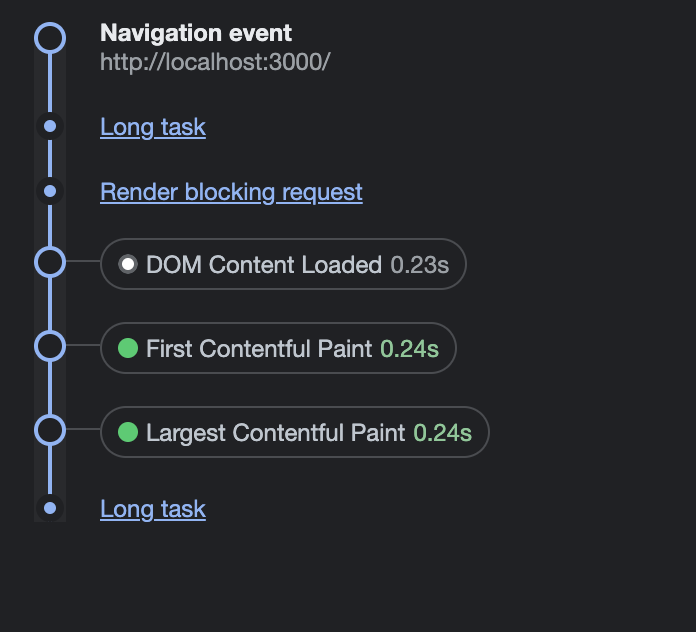 Navigation event
http://localhost:3000/
Long task
Render blocking request
DOM Content Loaded 0.23s
First Contentful Paint 0.24s
Largest Contentful Paint 0.24s
Long task